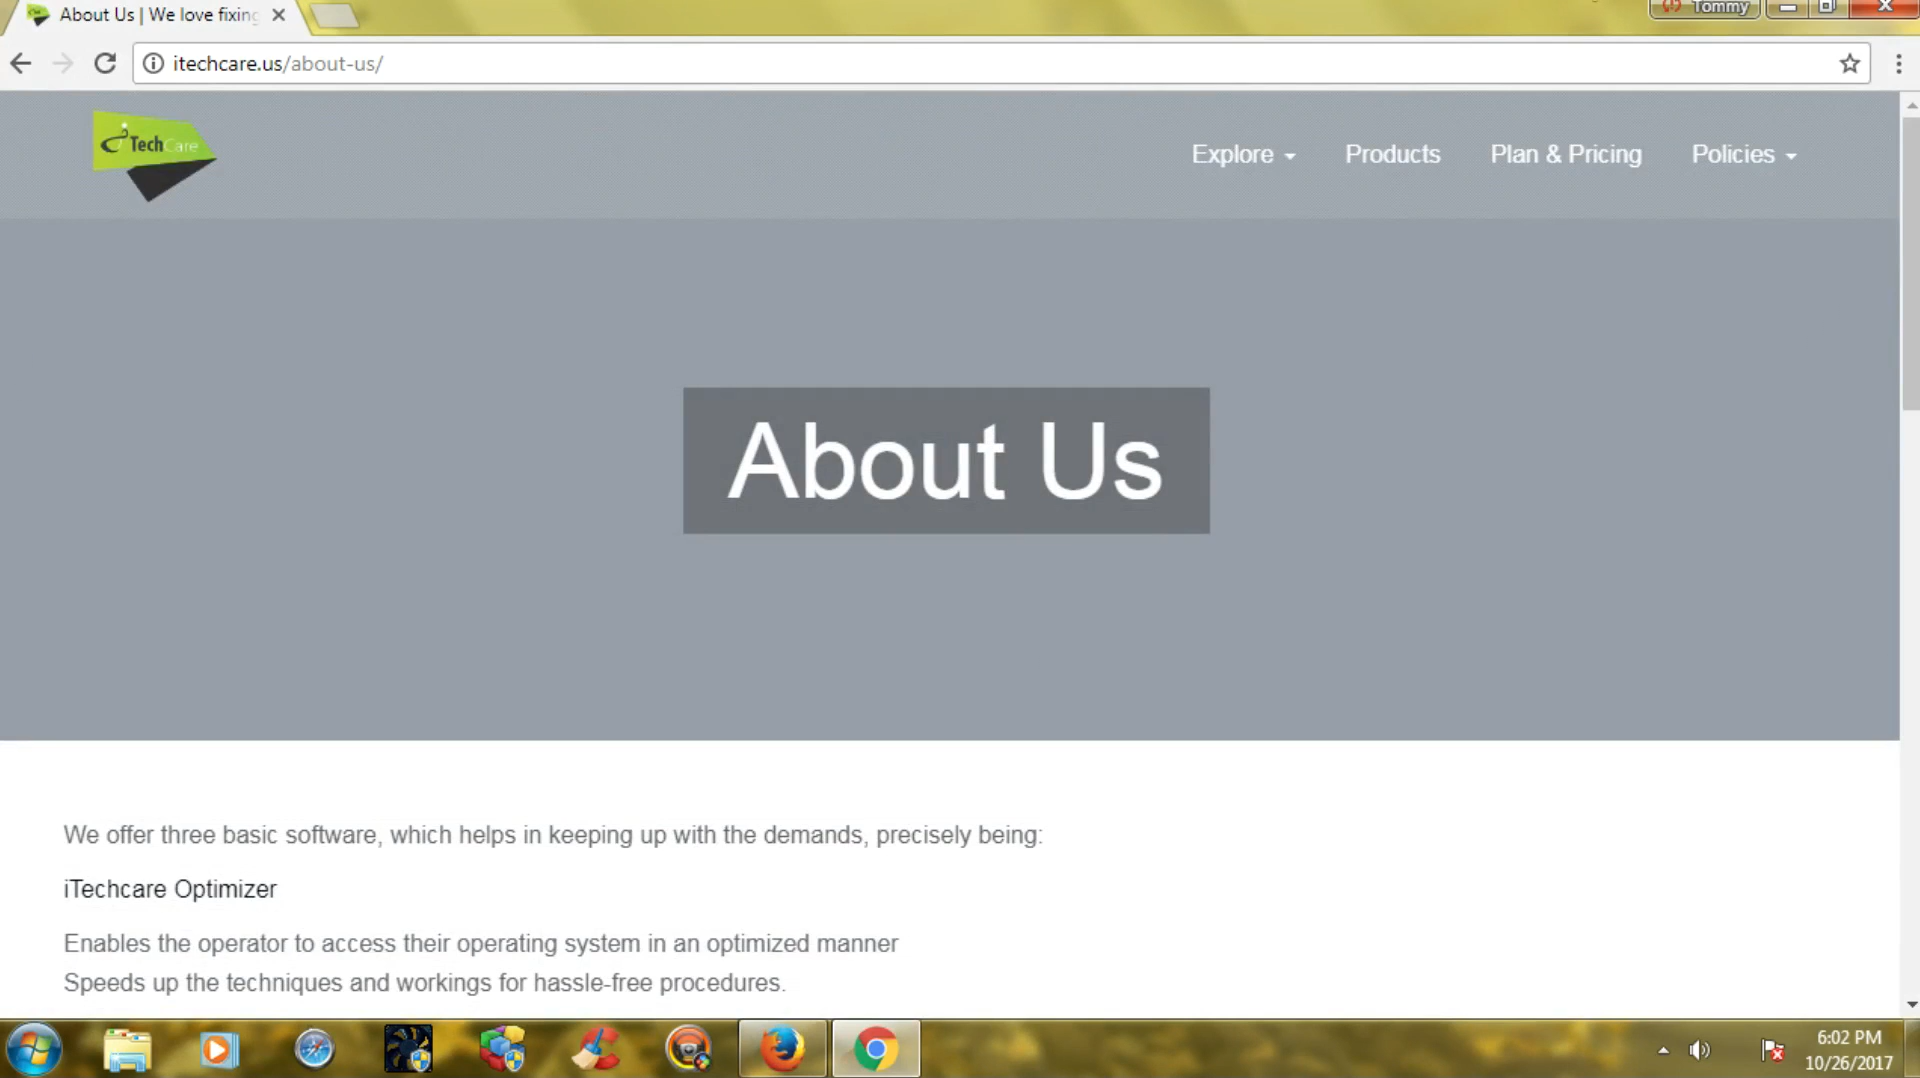 About Us | We love fixing
Tommy
itechcare.us/about-us/
iTechCare
Explore
Products
Plan & Pricing
Policies
About Us
We offer three basic software, which helps in keeping up with the demands, precisely being:
iTechcare Optimizer
Enables the operator to access their operating system in an optimized manner
Speeds up the techniques and workings for hassle-free procedures.
6:02 PM
10/26/2017